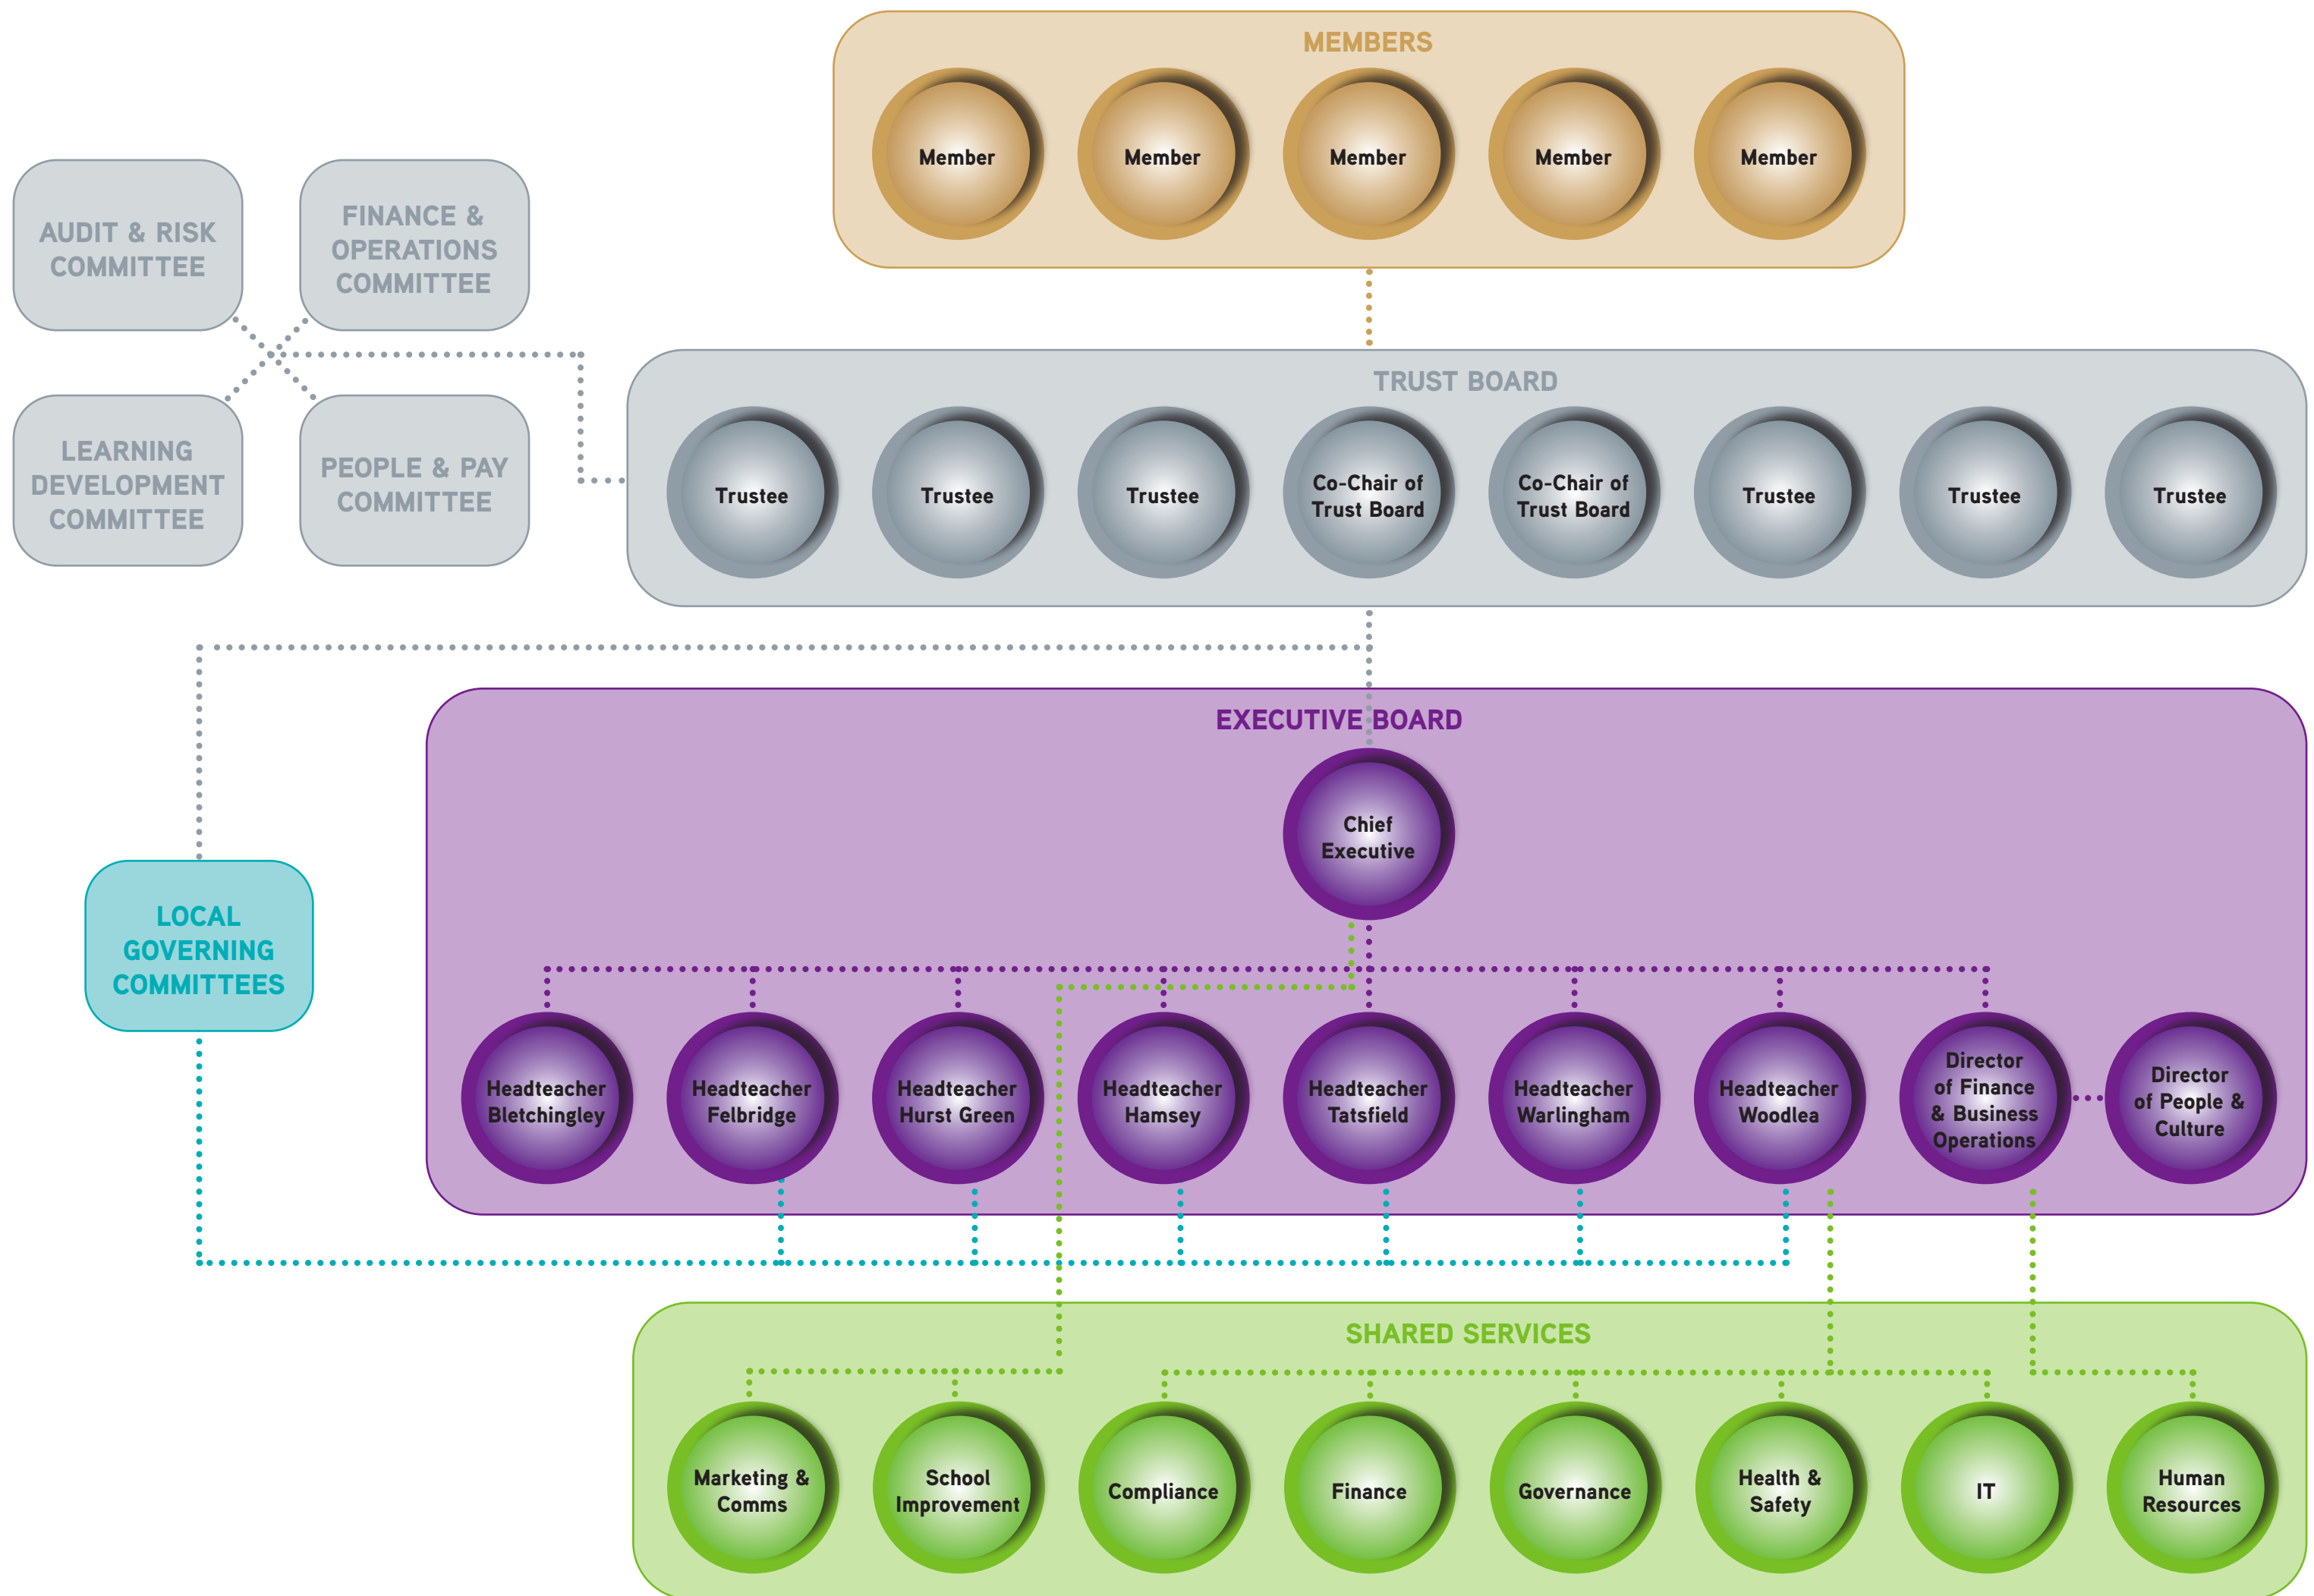 MEMBERS
Member
Member
Member
Member
Member
AUDIT & RISK
COMMITTEE
FINANCE &
OPERATIONS
COMMITTEE
LEARNING
DEVELOPMENT
COMMITTEE
PEOPLE & PAY
COMMITTEE
TRUST BOARD
Trustee
Trustee
Trustee
Co-Chair of
Trust Board
Co-Chair of
Trust Board
Trustee
Trustee
Trustee
LOCAL
GOVERNING
COMMITTEES
EXECUTIVE BOARD
Chief
Executive
Headteacher
Bletchingley
Headteacher
Felbridge
Headteacher
Hurst Green
Headteacher
Hamsey
Headteacher
Tatsfield
Headteacher
Warlingham
Headteacher
Woodlea
Director
of Finance
& Business
Operations
Director
of People &
Culture
SHARED SERVICES
Marketing &
Comms
School
Improvement
Compliance
Finance
Governance
Health &
Safety
IT
Human
Resources